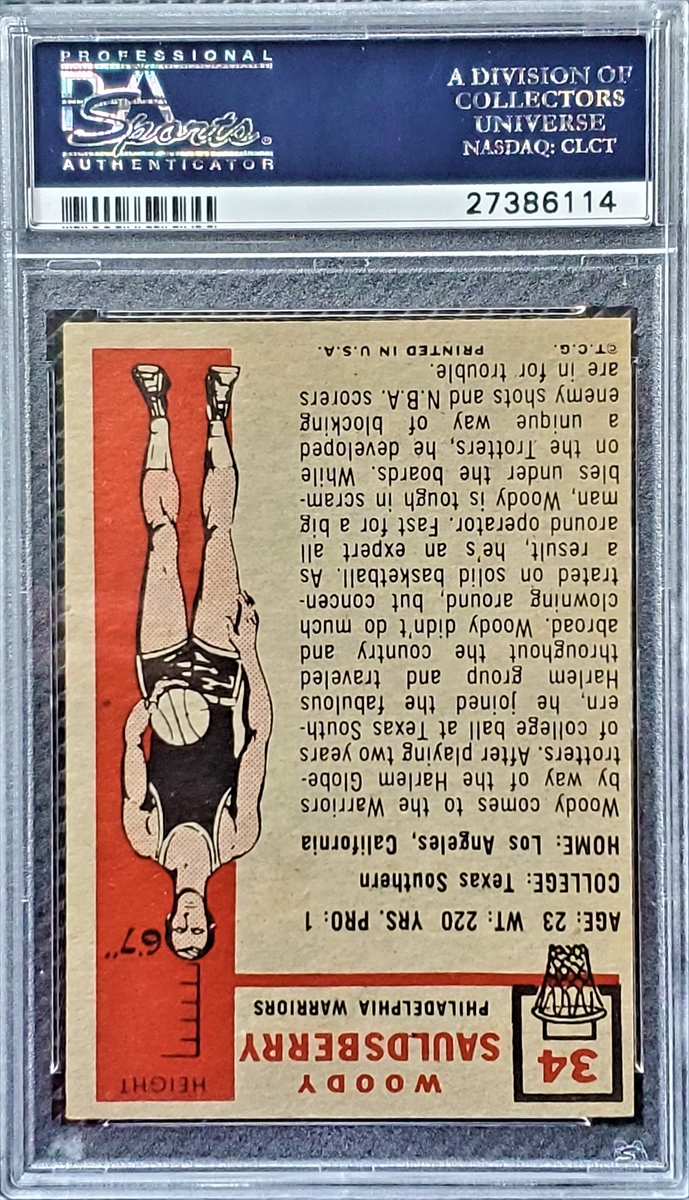 PROFESSIONAL
PSA
Sports
AUTHENTICATOR
A DIVISION OF
COLLECTORS
UNIVERSE
NASDAQ: CLCT
27386114
34
WOODY
SAULDSBERRY
PHILADELPHIA WARRIORS
HEIGHT
6'7"
AGE: 23 WT: 220 YRS. PRO: 1
COLLEGE: Texas Southern
HOME: Los Angeles, California
Woody comes to the Warriors
by way of the Harlem Globe-
trotters. After playing two years
of college ball at Texas South-
ern, he joined the fabulous
Harlem group and traveled
throughout the country and
abroad. Woody didn't do much
clowning around, but concen-
trated on solid basketball. As
a result, he's an expert all
around operator. Fast for a big
man, Woody is tough in scram-
bles under the boards. While
on the Trotters, he developed
a unique way of blocking
enemy shots and N.B.A. scorers
are in for trouble.
©T.C.G. PRINTED IN U.S.A.
PSA